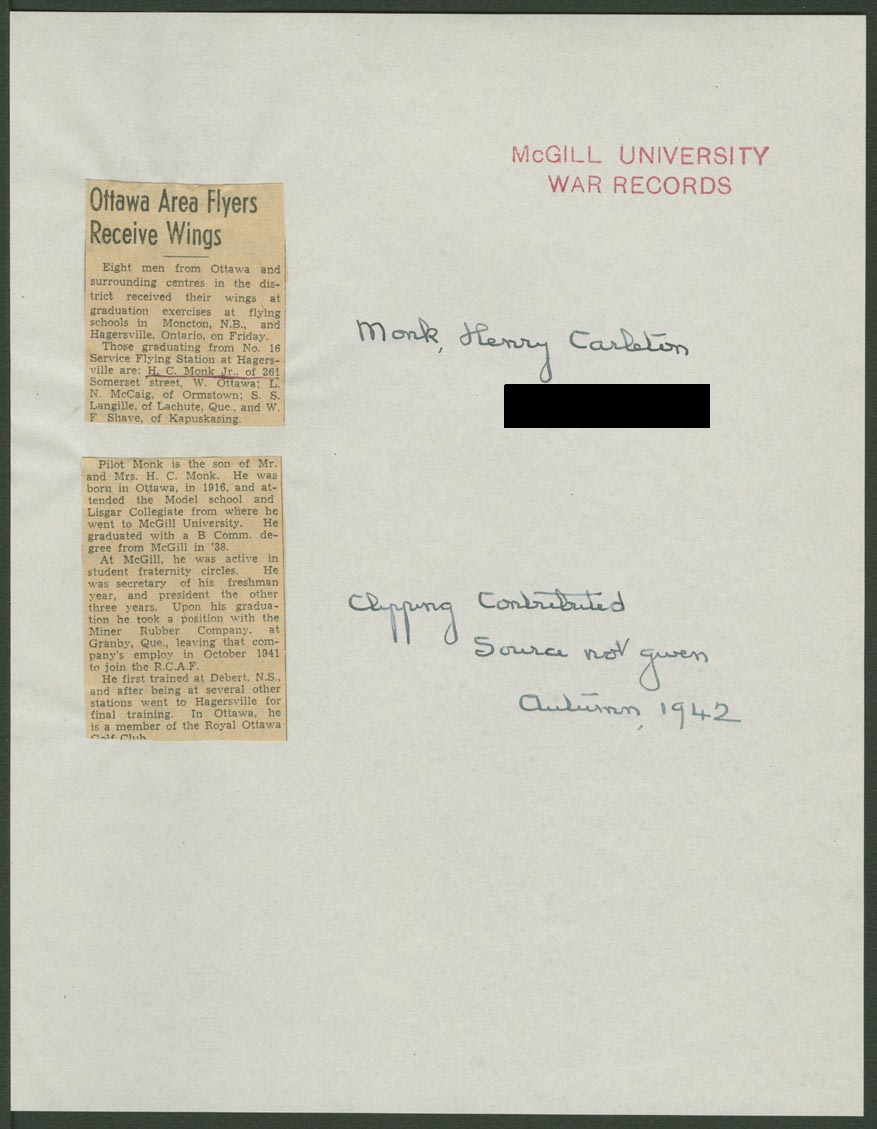 McGILL UNIVERSITY
WAR RECORDS
Ottawa Area Flyers
Receive Wings
Eight men from Ottawa and
surrounding centres in the dis-
trict received their wings at
graduation exercises at flying
schools in Moncton, N.B., and
Hagersville, Ontario, on Friday.
Those graduating from No. 16
Service Flying Station at Hagers-
ville are: H. C. Monk Jr., of 261
Somerset street, W. Ottawa; L.
N. McCaig, of Ormstown; S. S.
Langille, of Lachute, Que., and W.
F Shave, of Kapuskasing.
Monk, Henry Carleton
Pilot Monk is the son of Mr.
and Mrs. H. C. Monk. He was
born in Ottawa, in 1916, and at-
tended the Model school and
Lisgar Collegiate from where he
went to McGill University. He
graduated with a B Comm. de-
gree from McGill in '38.
At McGill, he was active in
student fraternity circles. He
was secretary of his freshman
year, and president the other
three years. Upon his gradua-
tion he took a position with the
Miner Rubber Company, at
Granby, Que., leaving that com-
pany's employ in October 1941
to join the R.C.A.F.
He first trained at Debert, N.S.,
and after being at several other
stations went to Hagersville for
final training. In Ottawa, he
is a member of the Royal Ottawa
Golf Club
Clipping Contributed
Source not given
Autumn, 1942